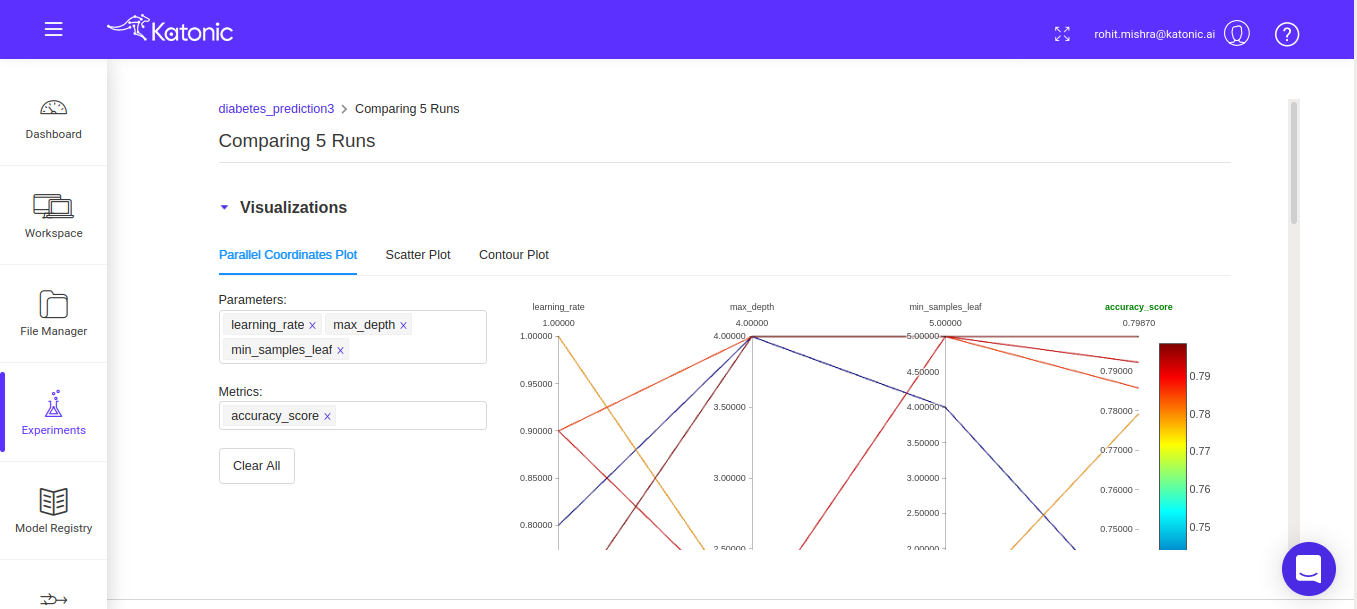 Katonic
rohit.mishra@katonic.ai
?
Dashboard
Workspace
File Manager
Experiments
Model Registry
diabetes_prediction3 > Comparing 5 Runs
Comparing 5 Runs
Visualizations
Parallel Coordinates Plot Scatter Plot Contour Plot
Parameters:
learning_rate x max_depth x
min_samples_leaf x
Metrics:
accuracy_score x
Clear All
learning_rate max_depth min_samples_leaf accuracy_score
1.00000 4.00000 5.00000 0.79870
1.00000
0.95000
0.90000
0.85000
0.80000
4.00000
3.50000
3.00000
2.50000
5.00000
4.50000
4.00000
3.50000
3.00000
2.50000
2.00000
0.79000
0.78000
0.77000
0.76000
0.75000
0.79
0.78
0.77
0.76
0.75